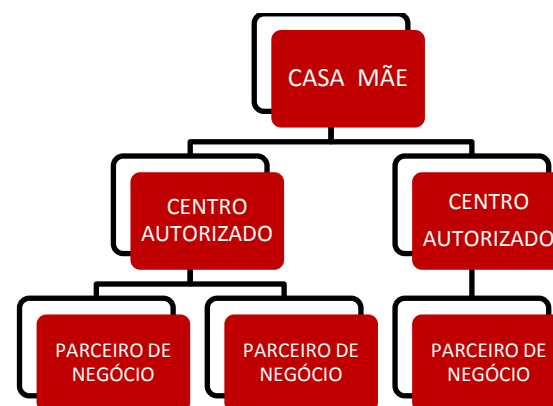 CASA MÃE
CENTRO
AUTORIZADO
CENTRO
AUTORIZADO
PARCEIRO DE
NEGÓCIO
PARCEIRO DE
NEGÓCIO
PARCEIRO DE
NEGÓCIO